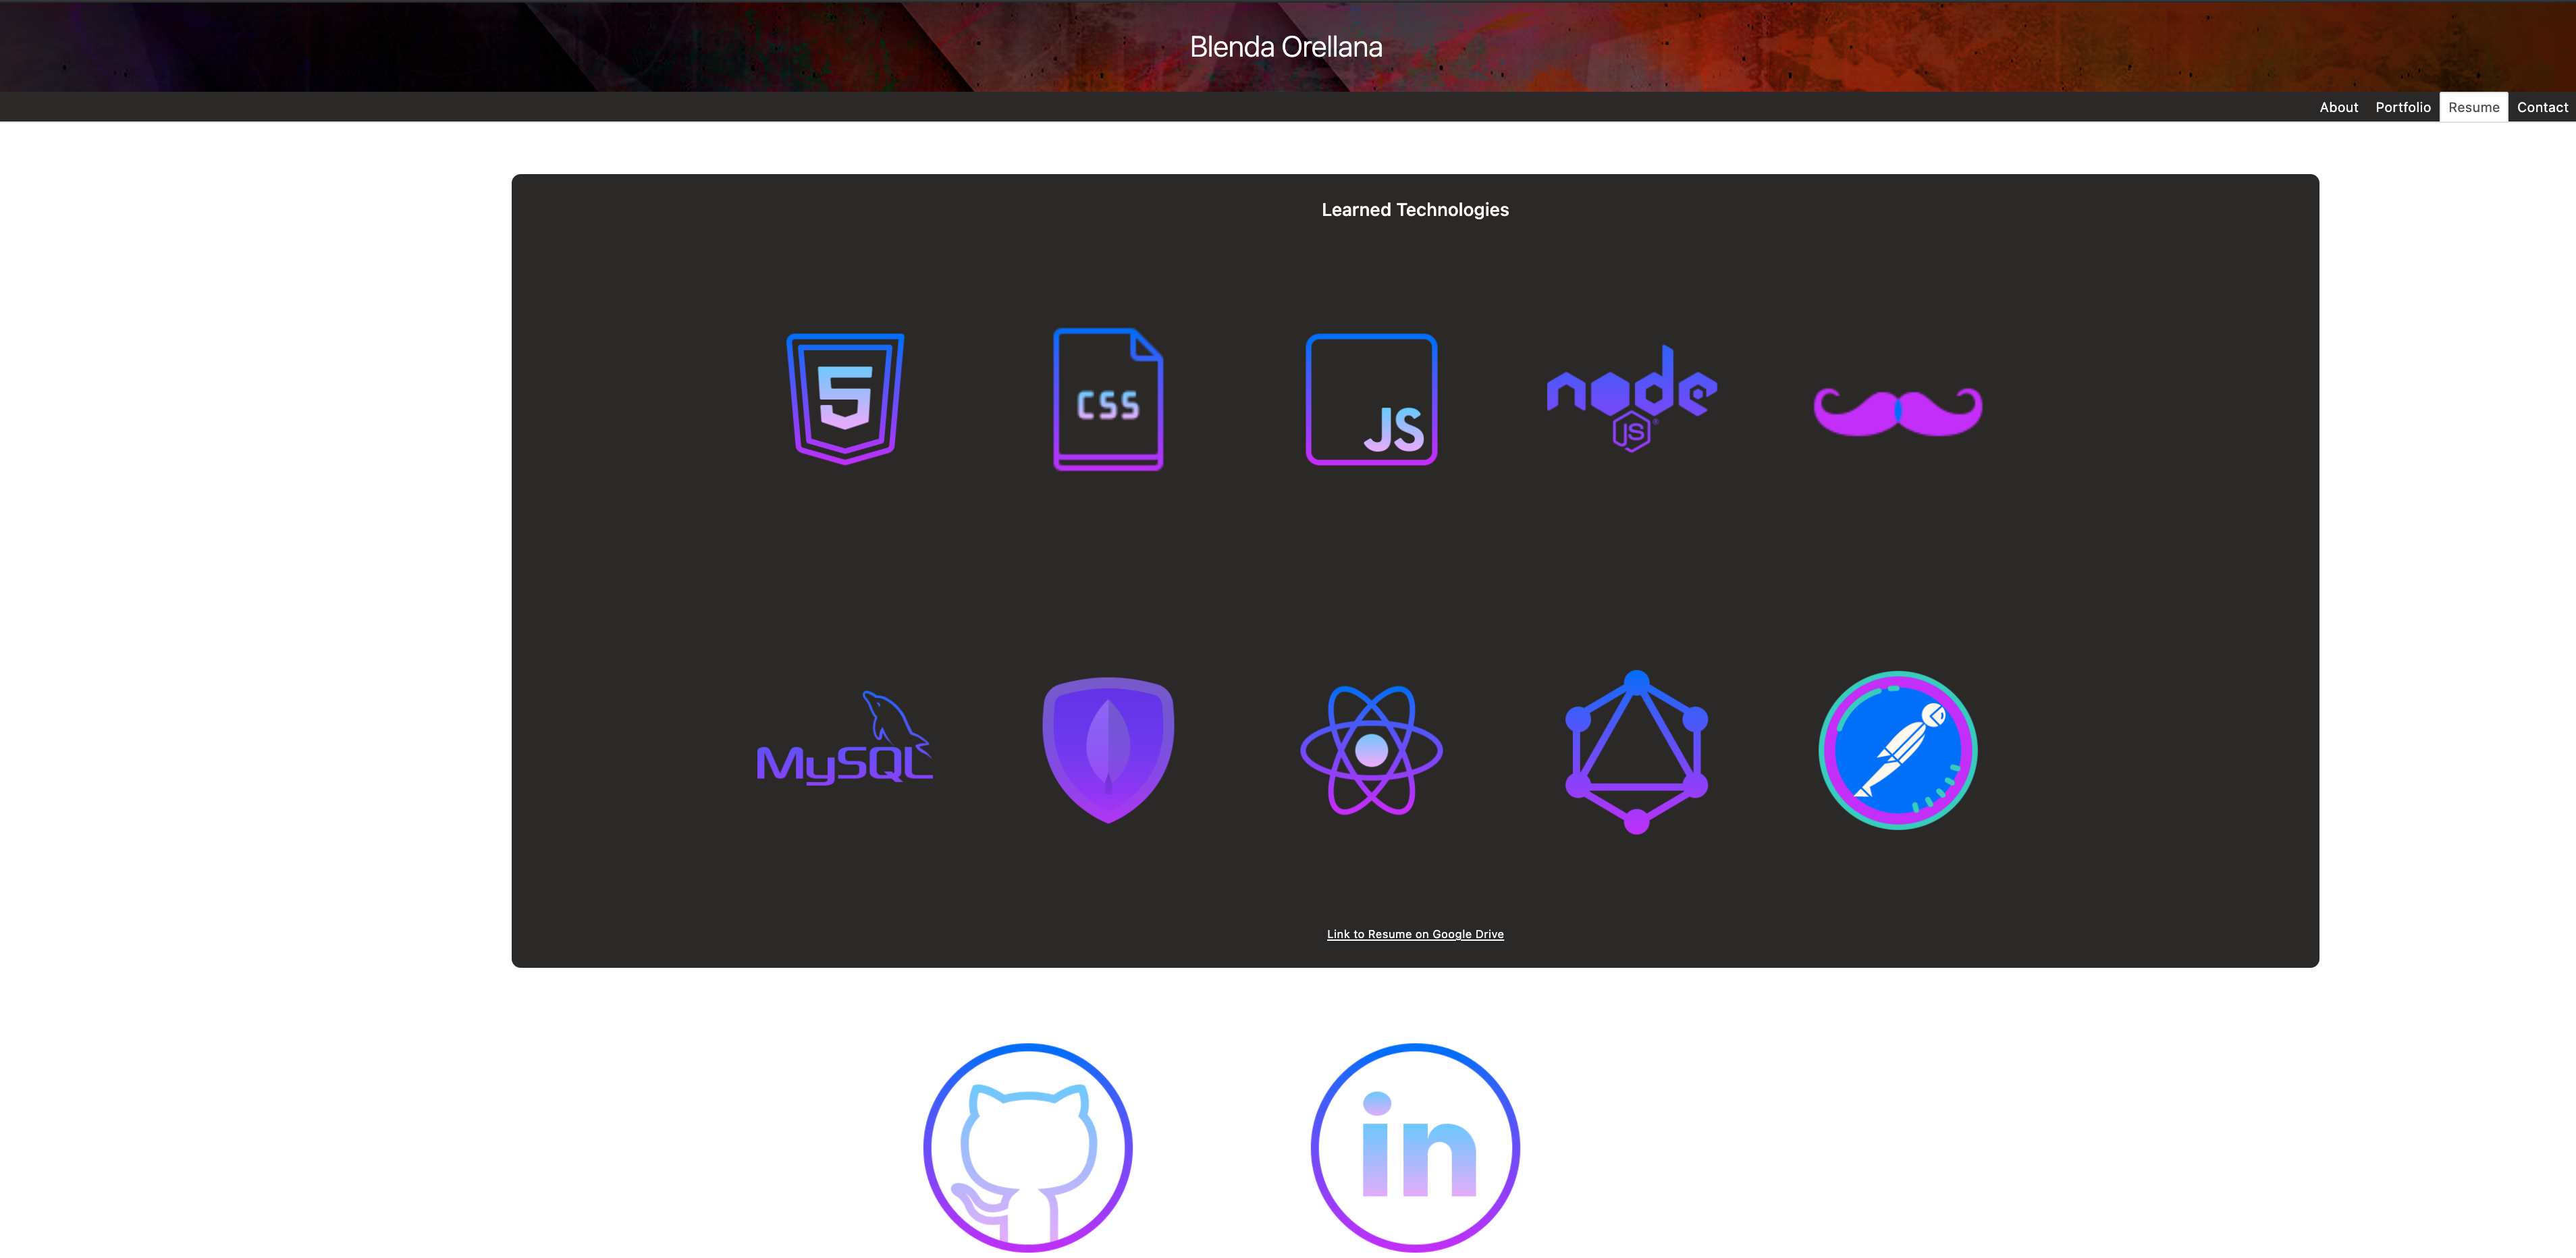 Blenda Orellana
About Portfolio Resume Contact
Learned Technologies
5
CSS
JS
node
JS
MySQL
Link to Resume on Google Drive
in